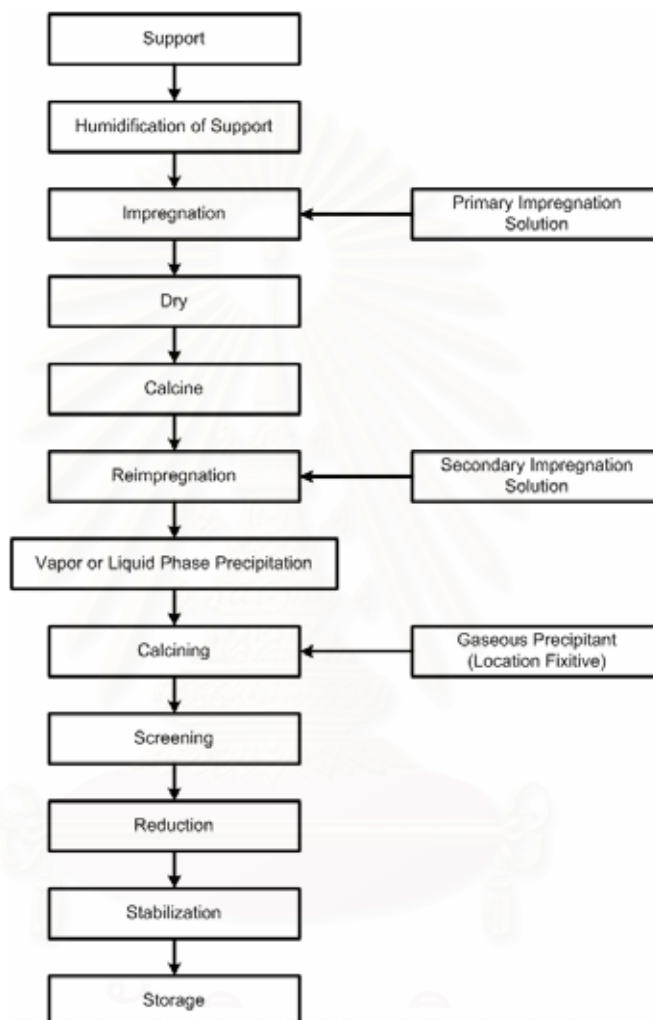 Support
Humidification of Support
Impregnation
Primary Impregnation
Solution
Dry
Calcine
Reimpregnation
Secondary Impregnation
Solution
Vapor or Liquid Phase Precipitation
Calcining
Gaseous Precipitant
(Location Fixitive)
Screening
Reduction
Stabilization
Storage